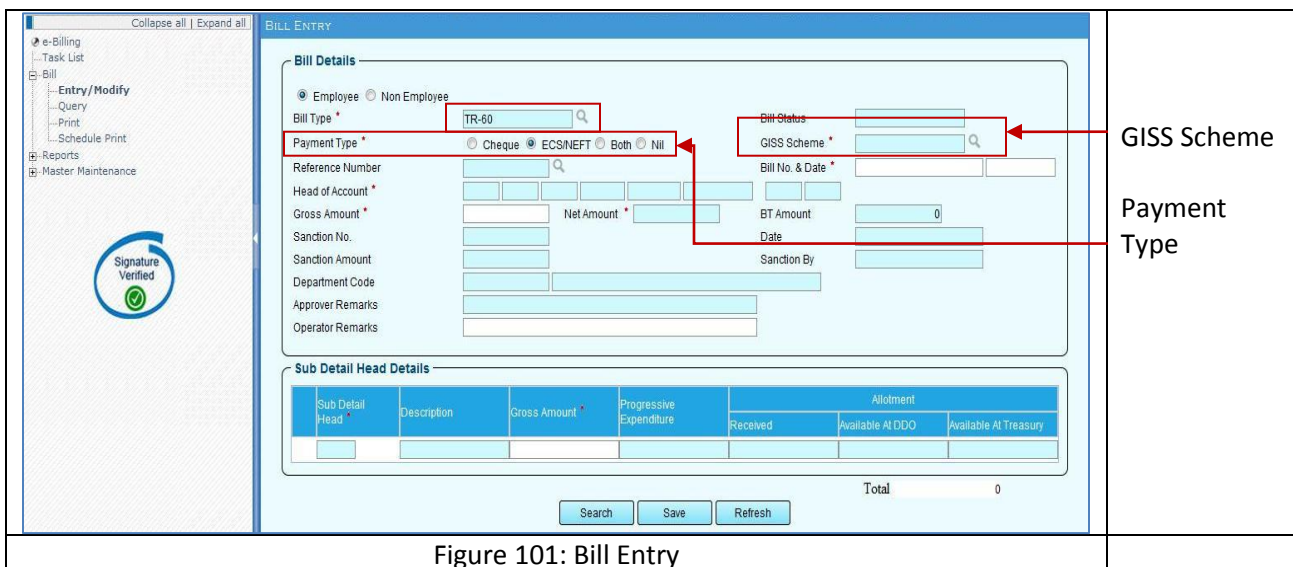 Collapse all | Expand all
e-Billing
Task List
Bill
Entry/Modify
Query
Print
Schedule Print
Reports
Master Maintenance
Signature
Verified
BILL ENTRY
Bill Details
Employee Non Employee
Bill Type * TR-60 Bill Status
Payment Type * Cheque ECS/NEFT Both Nil GISS Scheme *
Reference Number Bill No. & Date *
Head of Account *
Gross Amount * Net Amount * BT Amount 0
Sanction No. Date
Sanction Amount Sanction By
Department Code
Approver Remarks
Operator Remarks
Sub Detail Head Details
Sub Detail Head * Description Gross Amount * Progressive Expenditure Allotment
Received Available At DDO Available At Treasury
Total 0
Search Save Refresh
GISS Scheme
Payment
Type
Figure 101: Bill Entry